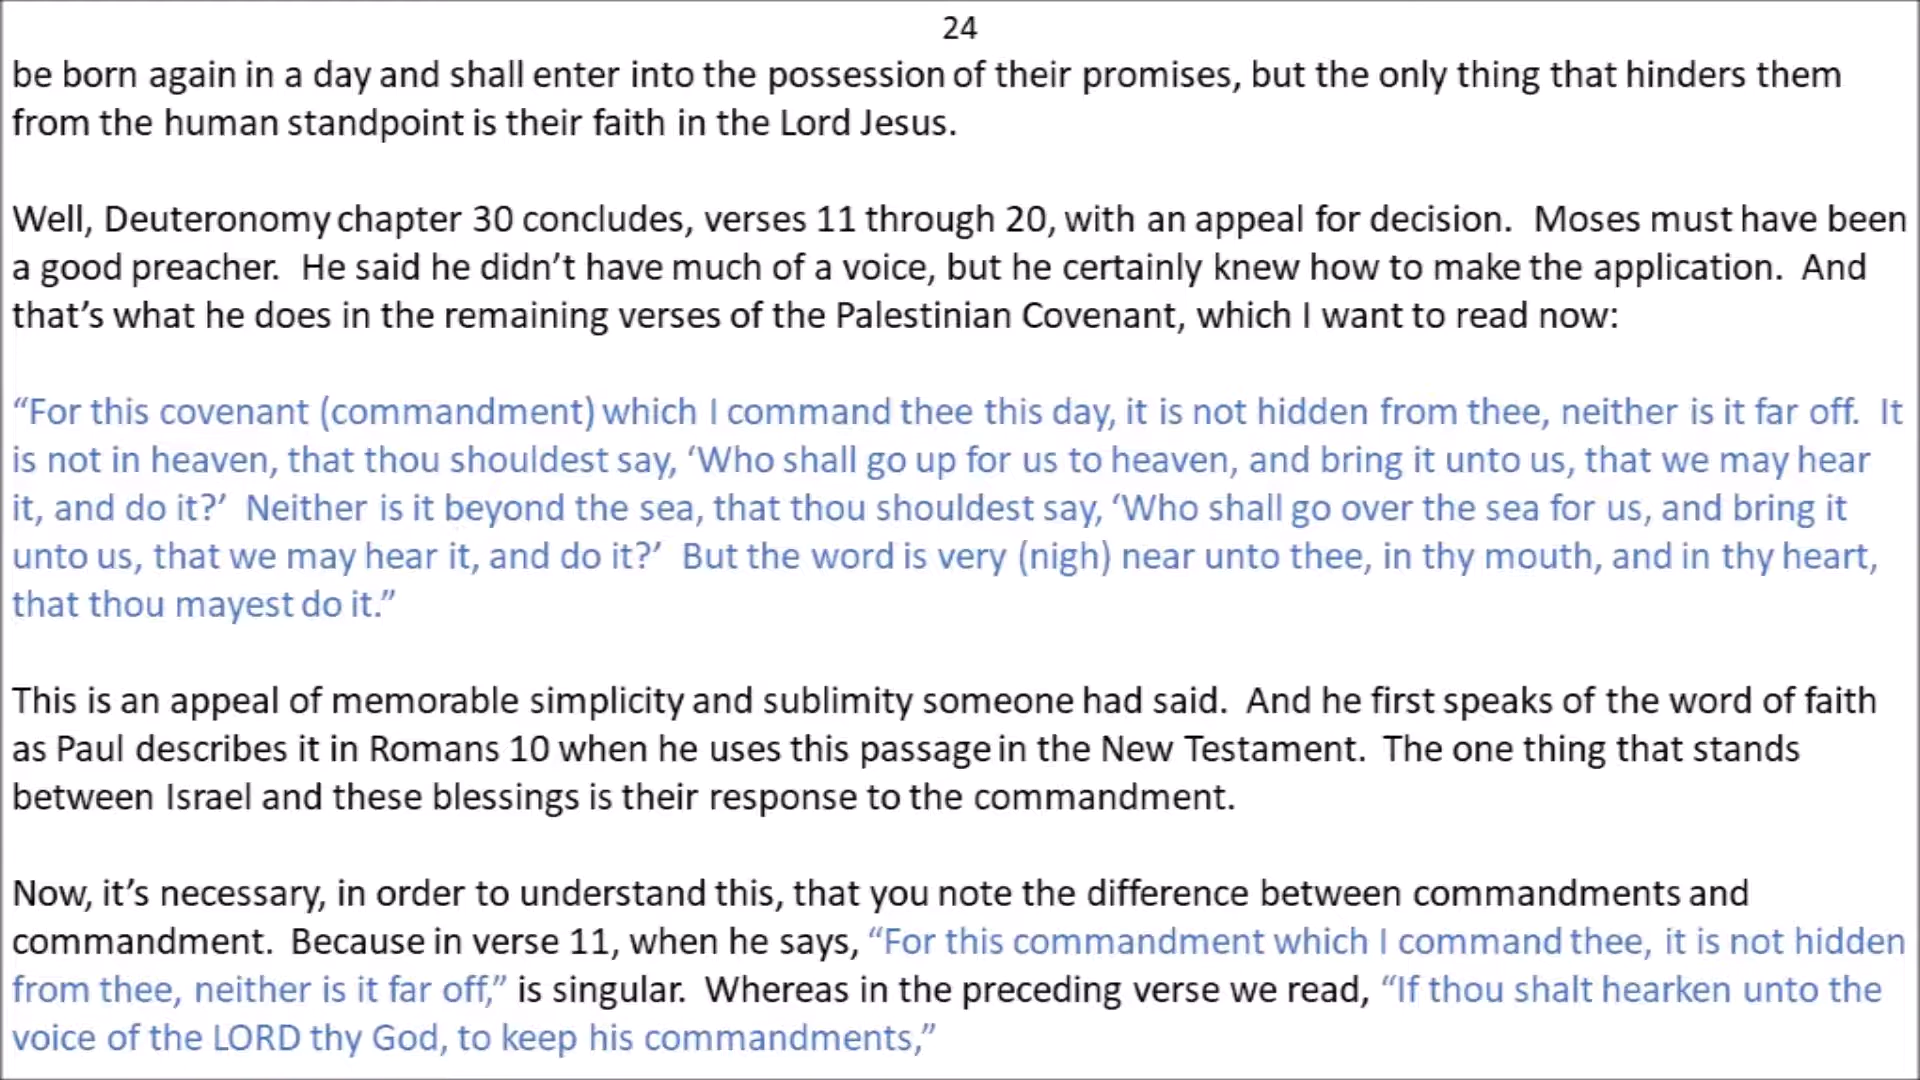 24
be born again in a day and shall enter into the possession of their promises, but the only thing that hinders them
from the human standpoint is their faith in the Lord Jesus.
Well, Deuteronomy chapter 30 concludes, verses 11 through 20, with an appeal for decision.  Moses must have been
a good preacher.  He said he didn’t have much of a voice, but he certainly knew how to make the application.  And
that’s what he does in the remaining verses of the Palestinian Covenant, which I want to read now:
“For this covenant (commandment) which I command thee this day, it is not hidden from thee, neither is it far off.  It
is not in heaven, that thou shouldest say, ‘Who shall go up for us to heaven, and bring it unto us, that we may hear
it, and do it?’  Neither is it beyond the sea, that thou shouldest say, ‘Who shall go over the sea for us, and bring it
unto us, that we may hear it, and do it?’  But the word is very (nigh) near unto thee, in thy mouth, and in thy heart,
that thou mayest do it.”
This is an appeal of memorable simplicity and sublimity someone had said.  And he first speaks of the word of faith
as Paul describes it in Romans 10 when he uses this passage in the New Testament.  The one thing that stands
between Israel and these blessings is their response to the commandment.
Now, it’s necessary, in order to understand this, that you note the difference between commandments and
commandment.  Because in verse 11, when he says, “For this commandment which I command thee, it is not hidden
from thee, neither is it far off,” is singular.  Whereas in the preceding verse we read, “If thou shalt hearken unto the
voice of the LORD thy God, to keep his commandments,”